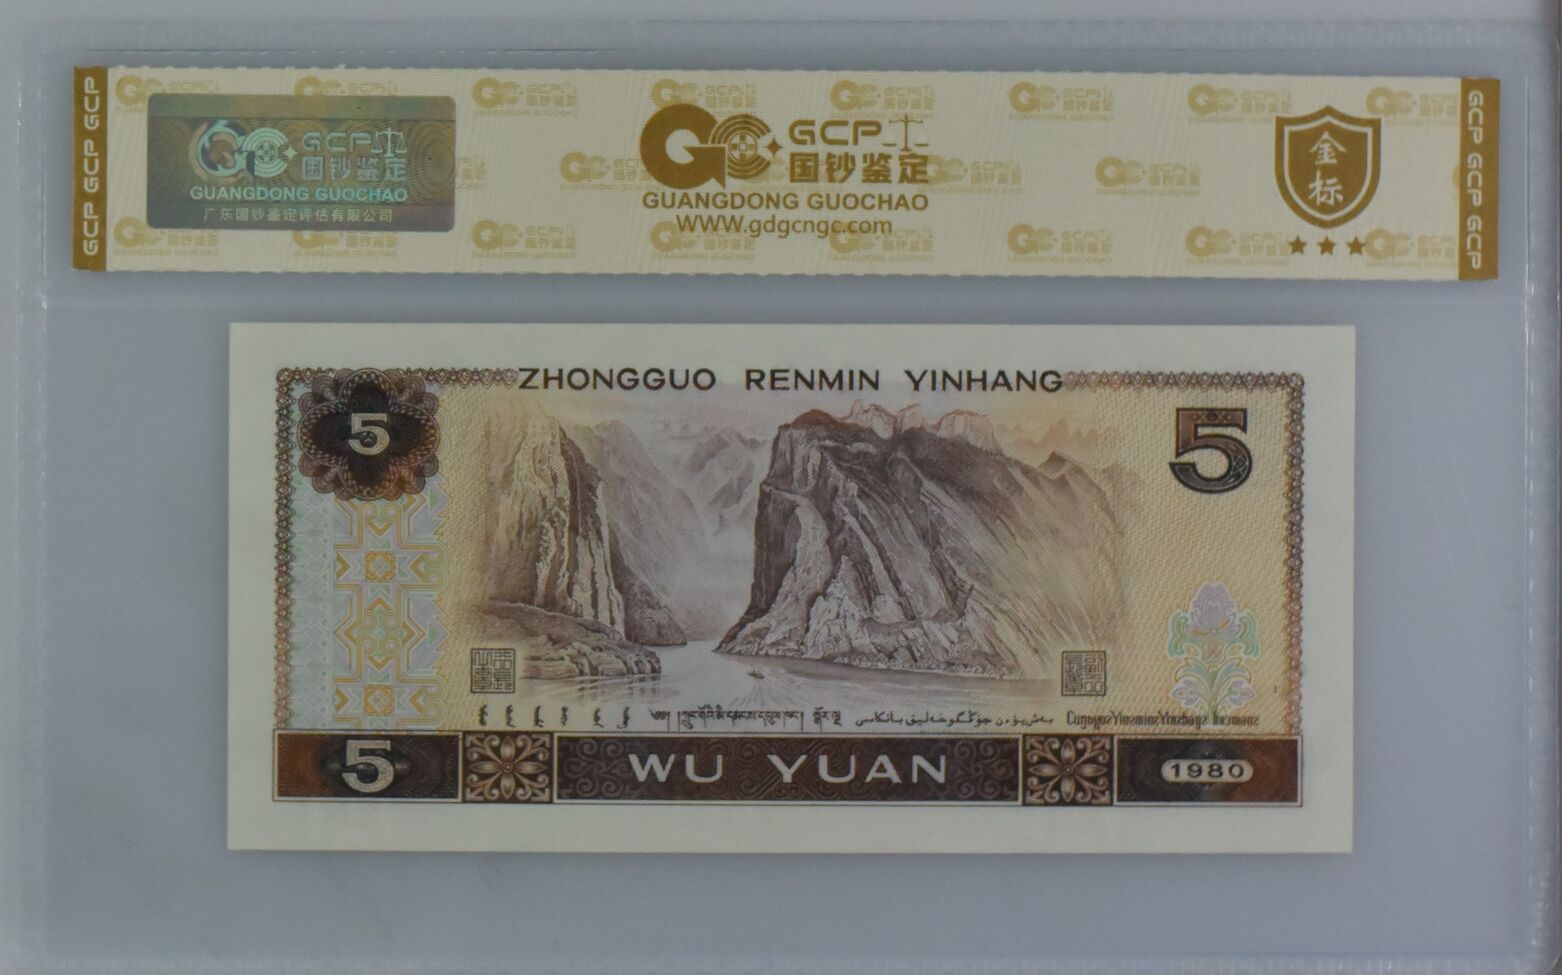 GCP GCP GCP
GCP
国钞鉴定
GUANGDONG GUOCHAO
广东国钞鉴定评估有限公司
GCP
国钞鉴定
GUANGDONG GUOCHAO
WWW.gdgcngc.com
金标
GCP GCP GCP
ZHONGGUO RENMIN YINHANG
5
5
5
WU YUAN
1980